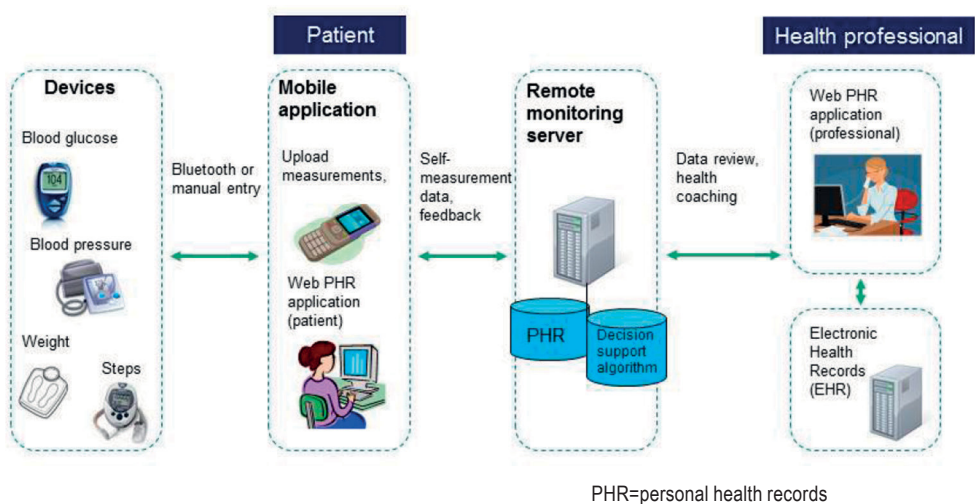 Patient
Health professional
Devices
Blood glucose
104
Blood pressure
Weight
Steps
Bluetooth or
manual entry
Mobile
application
Upload
measurements,
Web PHR
application
(patient)
Self-
measurement
data,
feedback
Remote
monitoring
server
PHR
Decision
support
algorithm
Data review,
health
coaching
Web PHR
application
(professional)
Electronic
Health
Records
(EHR)
PHR=personal health records